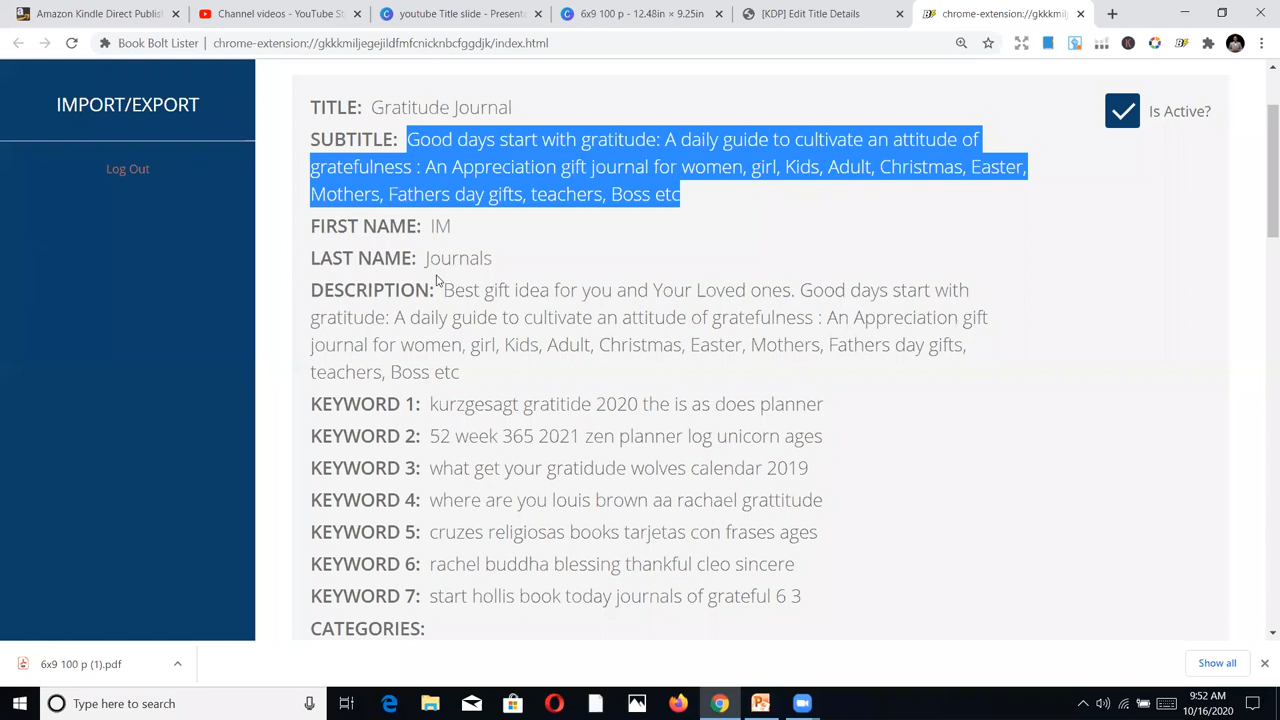 Amazon Kindle Direct Publis
Channel videos - YouTube St
youtube Title slide - Presenta
6x9 100 p - 12.48in × 9.25in
[KDP] Edit Title Details
chrome-extension://gkkkmilje
Book Bolt Lister
chrome-extension://gkkkmiljegejildfmfcnicknbcfggdjk/index.html
IMPORT/EXPORT
Log Out
TITLE: Gratitude Journal
Is Active?
SUBTITLE: Good days start with gratitude: A daily guide to cultivate an attitude of
gratefulness : An Appreciation gift journal for women, girl, Kids, Adult, Christmas, Easter,
Mothers, Fathers day gifts, teachers, Boss etc
FIRST NAME: IM
LAST NAME: Journals
DESCRIPTION: Best gift idea for you and Your Loved ones. Good days start with
gratitude: A daily guide to cultivate an attitude of gratefulness : An Appreciation gift
journal for women, girl, Kids, Adult, Christmas, Easter, Mothers, Fathers day gifts,
teachers, Boss etc
KEYWORD 1: kurzgesagt gratitide 2020 the is as does planner
KEYWORD 2: 52 week 365 2021 zen planner log unicorn ages
KEYWORD 3: what get your gratidude wolves calendar 2019
KEYWORD 4: where are you louis brown aa rachael grattitude
KEYWORD 5: cruzes religiosas books tarjetas con frases ages
KEYWORD 6: rachel buddha blessing thankful cleo sincere
KEYWORD 7: start hollis book today journals of grateful 6 3
CATEGORIES:
6x9 100 p (1).pdf
Show all
Type here to search
9:52 AM
10/16/2020